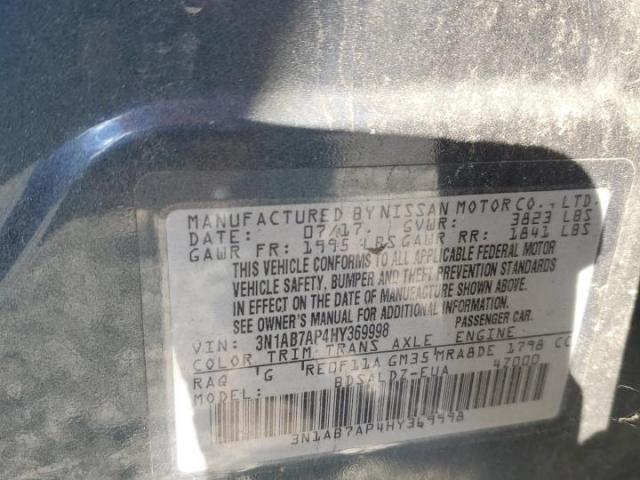 MANUFACTURED BY NISSAN MOTOR CO., LTD.
DATE: 07/17 GVWR: 3823 LBS
GAWR FR: 1995 LBS GAWR RR: 1841 LBS
THIS VEHICLE CONFORMS TO ALL APPLICABLE FEDERAL MOTOR
VEHICLE SAFETY, BUMPER AND THEFT PREVENTION STANDARDS
IN EFFECT ON THE DATE OF MANUFACTURE SHOWN ABOVE.
SEE OWNER'S MANUAL FOR ADDITIONAL INFORMATION.
VIN: 3N1AB7AP4HY369998 PASSENGER CAR.
COLOR TRIM TRANS AXLE ENGINE
RAQ G RE0F11A GM35 MRA8DE 1798 CC
MODEL: BDSALDZ-EUA 47000
3N1AB7AP4HY369998